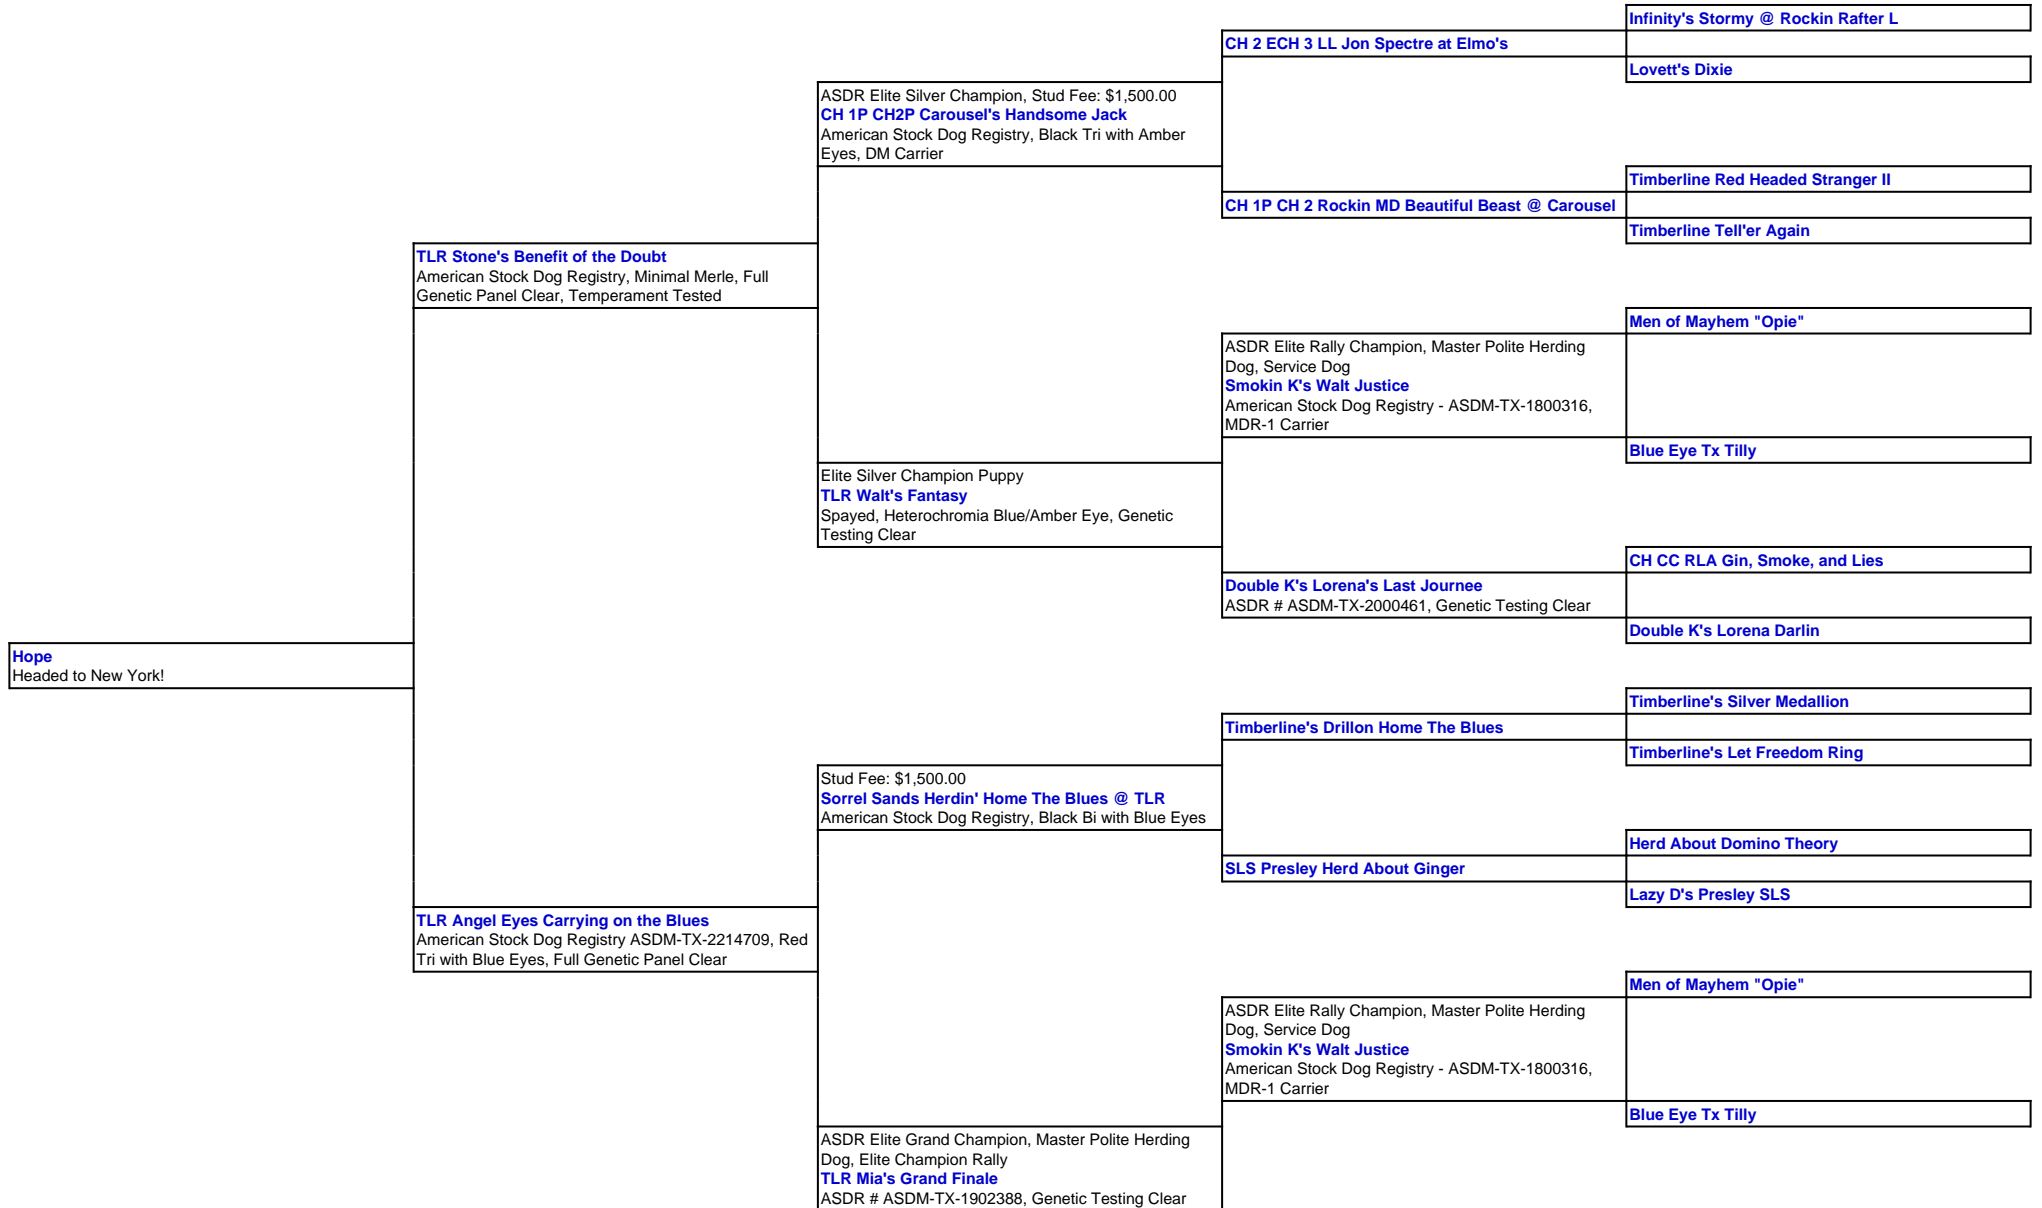 Infinity's Stormy @ Rockin Rafter L
CH 2 ECH 3 LL Jon Spectre at Elmo's
Lovett's Dixie
ASDR Elite Silver Champion, Stud Fee: $1,500.00
CH 1P CH2P Carousel's Handsome Jack
American Stock Dog Registry, Black Tri with Amber
Eyes, DM Carrier
Timberline Red Headed Stranger II
CH 1P CH 2 Rockin MD Beautiful Beast @ Carousel
Timberline Tell'er Again
TLR Stone's Benefit of the Doubt
American Stock Dog Registry, Minimal Merle, Full
Genetic Panel Clear, Temperament Tested
Men of Mayhem "Opie"
ASDR Elite Rally Champion, Master Polite Herding
Dog, Service Dog
Smokin K's Walt Justice
American Stock Dog Registry - ASDM-TX-1800316,
MDR-1 Carrier
Blue Eye Tx Tilly
Elite Silver Champion Puppy
TLR Walt's Fantasy
Spayed, Heterochromia Blue/Amber Eye, Genetic
Testing Clear
CH CC RLA Gin, Smoke, and Lies
Double K's Lorena's Last Journee
ASDR # ASDM-TX-2000461, Genetic Testing Clear
Double K's Lorena Darlin
Hope
Headed to New York!
Timberline's Silver Medallion
Timberline's Drillon Home The Blues
Timberline's Let Freedom Ring
Stud Fee: $1,500.00
Sorrel Sands Herdin' Home The Blues @ TLR
American Stock Dog Registry, Black Bi with Blue Eyes
Herd About Domino Theory
SLS Presley Herd About Ginger
Lazy D's Presley SLS
TLR Angel Eyes Carrying on the Blues
American Stock Dog Registry ASDM-TX-2214709, Red
Tri with Blue Eyes, Full Genetic Panel Clear
Men of Mayhem "Opie"
ASDR Elite Rally Champion, Master Polite Herding
Dog, Service Dog
Smokin K's Walt Justice
American Stock Dog Registry - ASDM-TX-1800316,
MDR-1 Carrier
Blue Eye Tx Tilly
ASDR Elite Grand Champion, Master Polite Herding
Dog, Elite Champion Rally
TLR Mia's Grand Finale
ASDR # ASDM-TX-1902388, Genetic Testing Clear